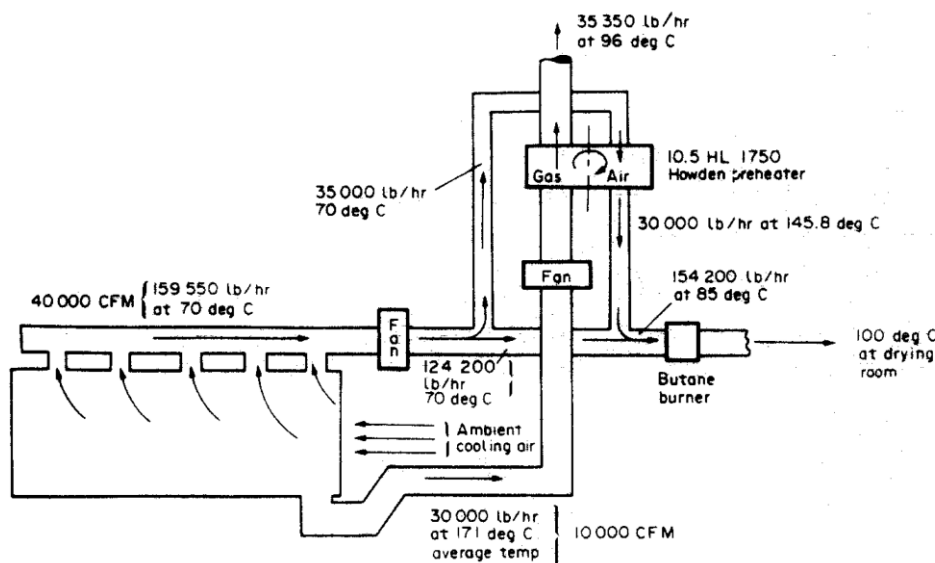 35 350 lb/hr
at 96 deg C
10.5 HL 1750
Howden preheater
Gas
Air
35 000 lb/hr
70 deg C
30 000 lb/hr at 145.8 deg C
Fan
154 200 lb/hr
at 85 deg C
40 000 CFM
159 550 lb/hr
at 70 deg C
Fan
124 200
lb/hr
70 deg C
100 deg C
at drying
room
Butane
burner
Ambient
cooling air
30 000 lb/hr
at 171 deg C
average temp
10 000 CFM